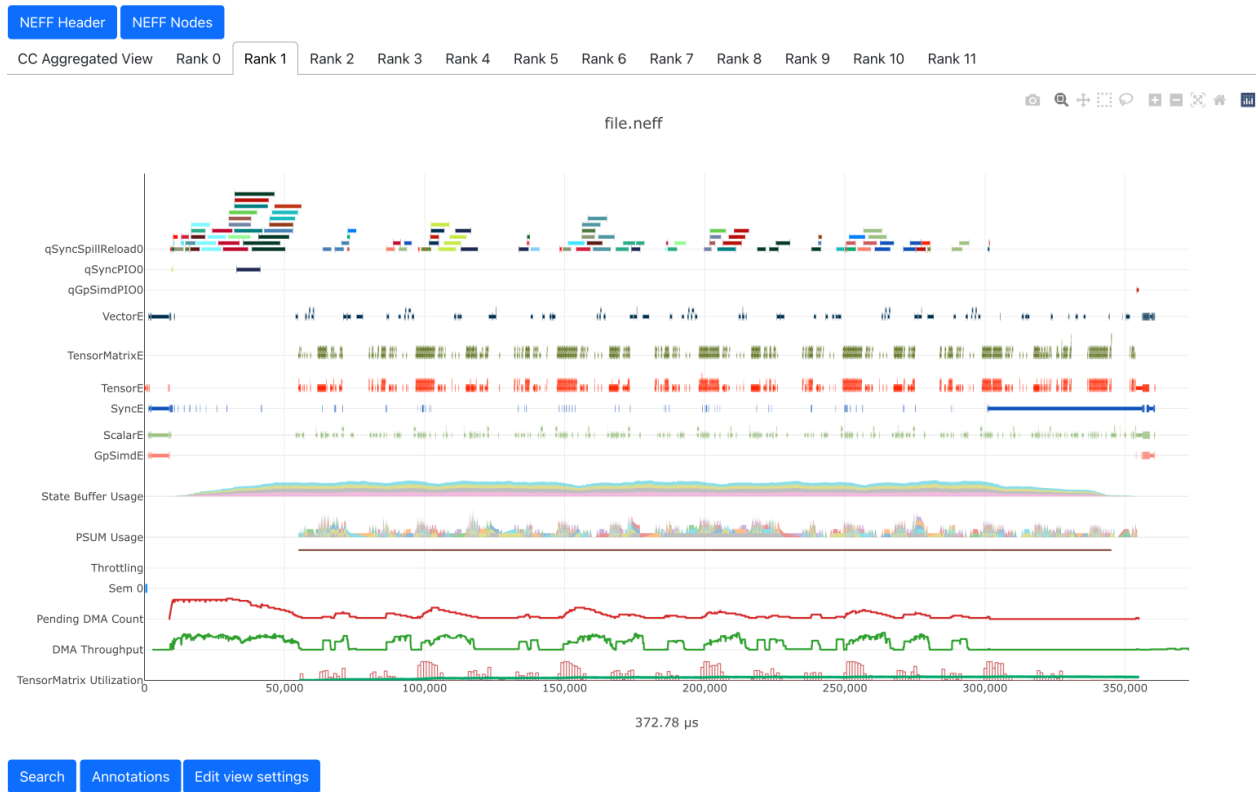 NEFF Header NEFF Nodes
CC Aggregated View Rank 0 Rank 1 Rank 2 Rank 3 Rank 4 Rank 5 Rank 6 Rank 7 Rank 8 Rank 9 Rank 10 Rank 11
file.neff
qSyncSpillReload0
qSyncPIO0
qGpSimdPIO0
VectorE
TensorMatrixE
TensorE
SyncE
ScalarE
GpSimdE
State Buffer Usage
PSUM Usage
Throttling
Sem 0
Pending DMA Count
DMA Throughput
TensorMatrix Utilization
0 50,000 100,000 150,000 200,000 250,000 300,000 350,000
372.78 µs
Search Annotations Edit view settings